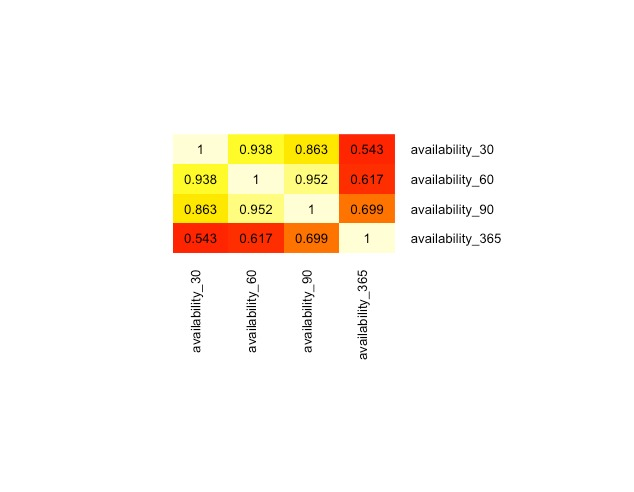 1 0.938 0.863 0.543 availability_30
0.938 1 0.952 0.617 availability_60
0.863 0.952 1 0.699 availability_90
0.543 0.617 0.699 1 availability_365
availability_30
availability_60
availability_90
availability_365